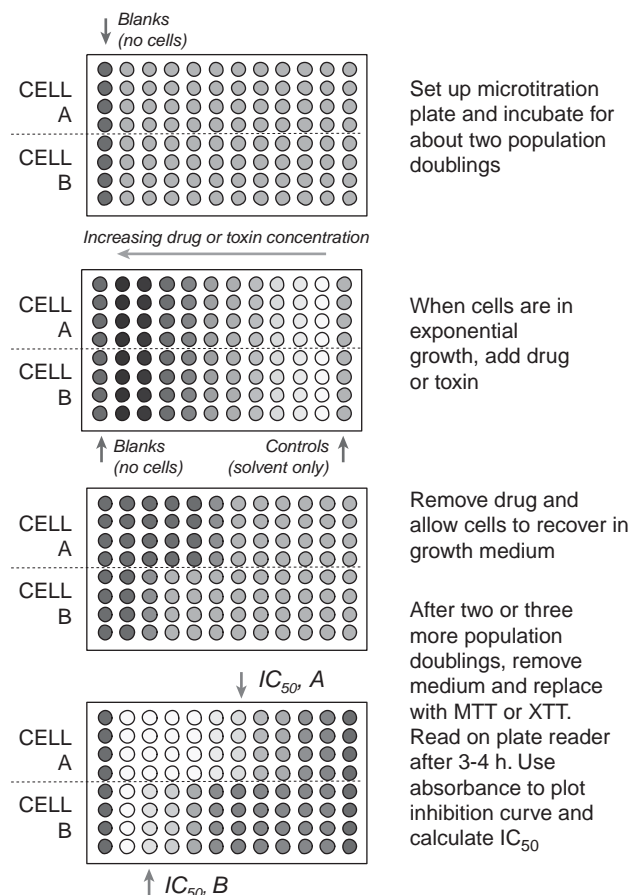 Blanks
(no cells)
CELL
A
CELL
B
Set up microtitration
plate and incubate for
about two population
doublings
Increasing drug or toxin concentration
CELL
A
CELL
B
When cells are in
exponential
growth, add drug
or toxin
Blanks
(no cells)
Controls
(solvent only)
CELL
A
CELL
B
Remove drug and
allow cells to recover in
growth medium
After two or three
more population
doublings, remove
medium and replace
with MTT or XTT.
Read on plate reader
after 3-4 h. Use
absorbance to plot
inhibition curve and
calculate IC50
IC50, A
CELL
A
CELL
B
IC50, B